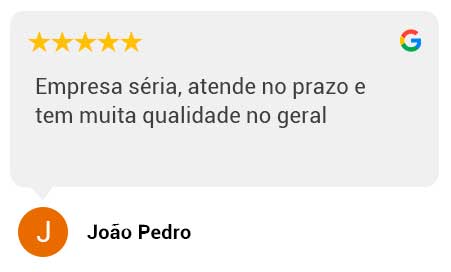 Empresa séria, atende no prazo e
tem muita qualidade no geral
J
João Pedro